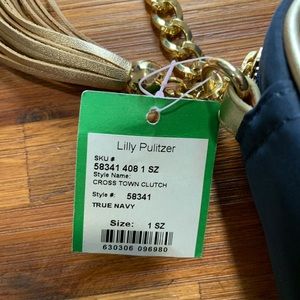 Lilly Pulitzer
SKU #
58341 408 1 SZ
Style Name:
CROSS TOWN CLUTCH
Style #: 58341
TRUE NAVY
Size: 1 SZ
630306 096980